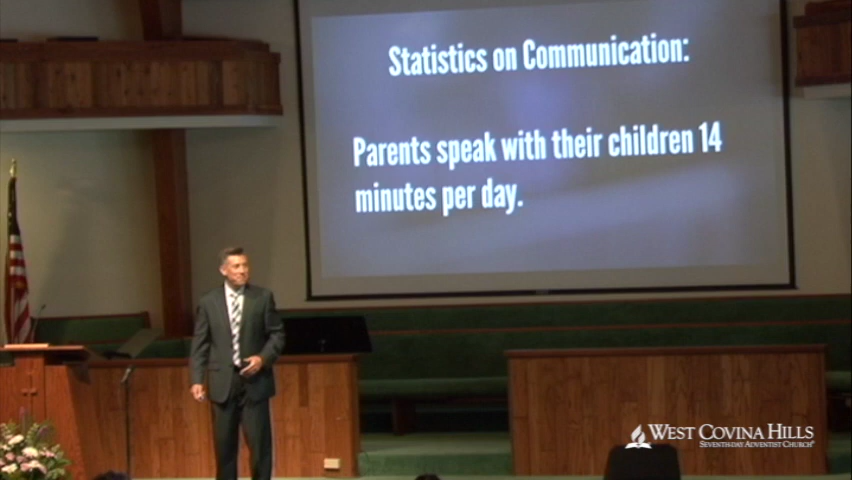 Statistics on Communication:
Parents speak with their children 14
minutes per day.
WEST COVINA HILLS
SEVENTH-DAY ADVENTIST CHURCH